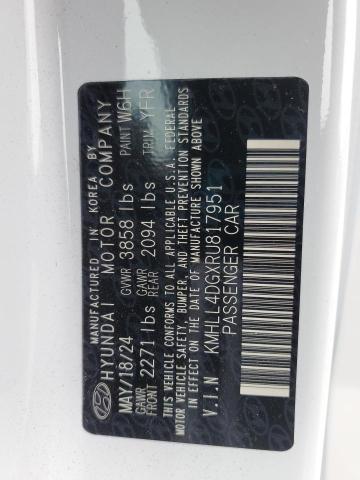 MANUFACTURED IN KOREA BY
HYUNDAI MOTOR COMPANY
MAY/18/24 GVWR 3858 lbs PAINT W6H
GAWR FRONT 2271 lbs GAWR REAR 2094 lbs TRIM YFR
THIS VEHICLE CONFORMS TO ALL APPLICABLE U.S.A. FEDERAL
MOTOR VEHICLE SAFETY, BUMPER, AND THEFT PREVENTION STANDARDS
IN EFFECT ON THE DATE OF MANUFACTURE SHOWN ABOVE
V.I.N KMHLL4DGXRU817951
PASSENGER CAR